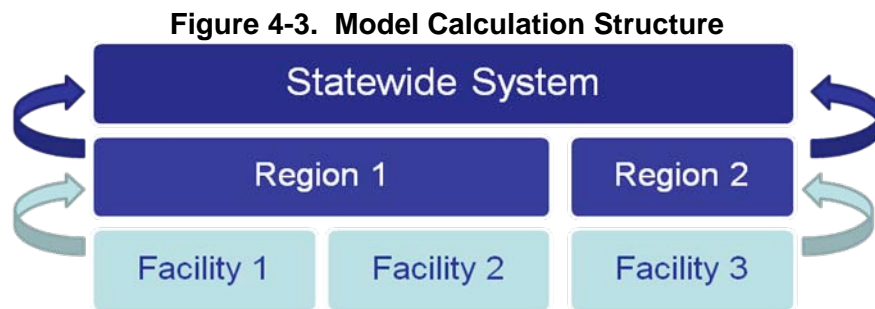 Figure 4-3. Model Calculation Structure
Statewide System
Region 1 Region 2
Facility 1 Facility 2 Facility 3